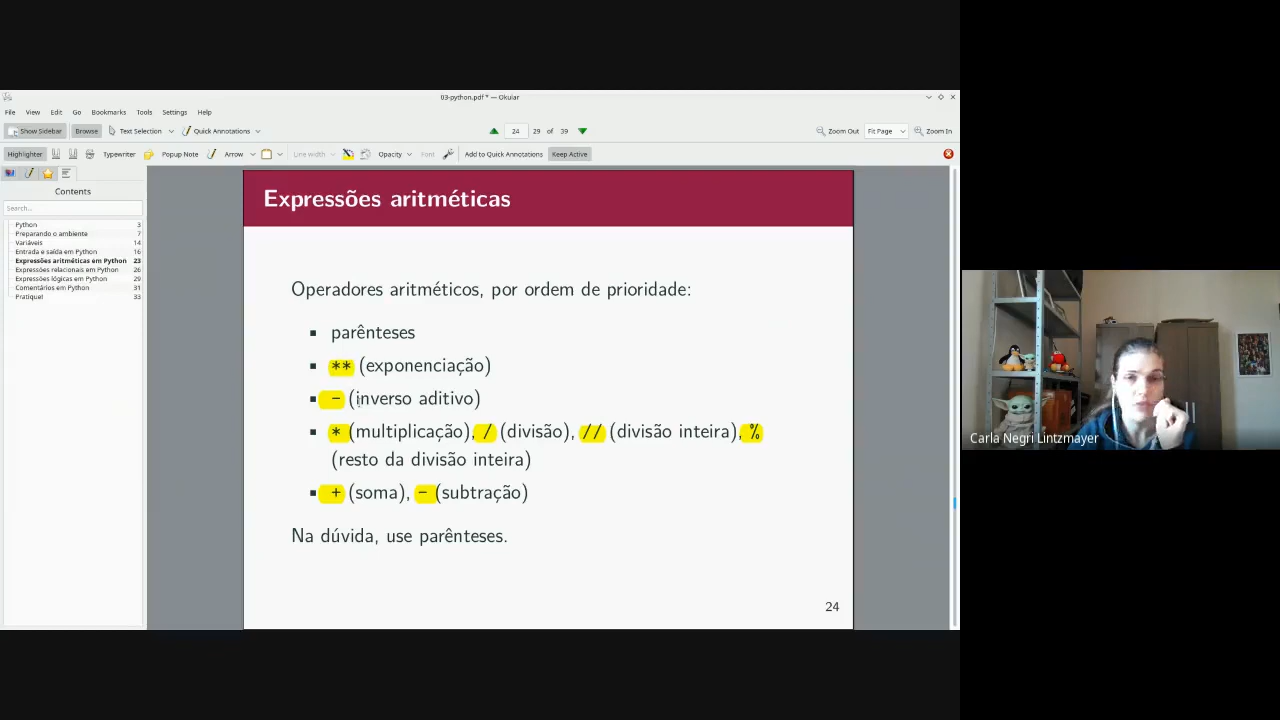 03-python.pdf * — Okular
File View Edit Go Bookmarks Tools Settings Help
Show Sidebar Browse Text Selection Quick Annotations 24 29 of 39 Zoom Out Fit Page Zoom In
Highlighter Typewriter Popup Note Arrow Line width Opacity Font Add to Quick Annotations Keep Active
Contents
Search...
Python 3
Preparando o ambiente 7
Variáveis 14
Entrada e saída em Python 16
Expressões aritméticas em Python 23
Expressões relacionais em Python 26
Expressões lógicas em Python 29
Comentários em Python 31
Pratique! 33
Expressões aritméticas
Operadores aritméticos, por ordem de prioridade:
▪ parênteses
▪ ** (exponenciação)
▪ − (inverso aditivo)
▪ * (multiplicação), / (divisão), // (divisão inteira), %
(resto da divisão inteira)
▪ + (soma), − (subtração)
Na dúvida, use parênteses.
24
Carla Negri Lintzmayer